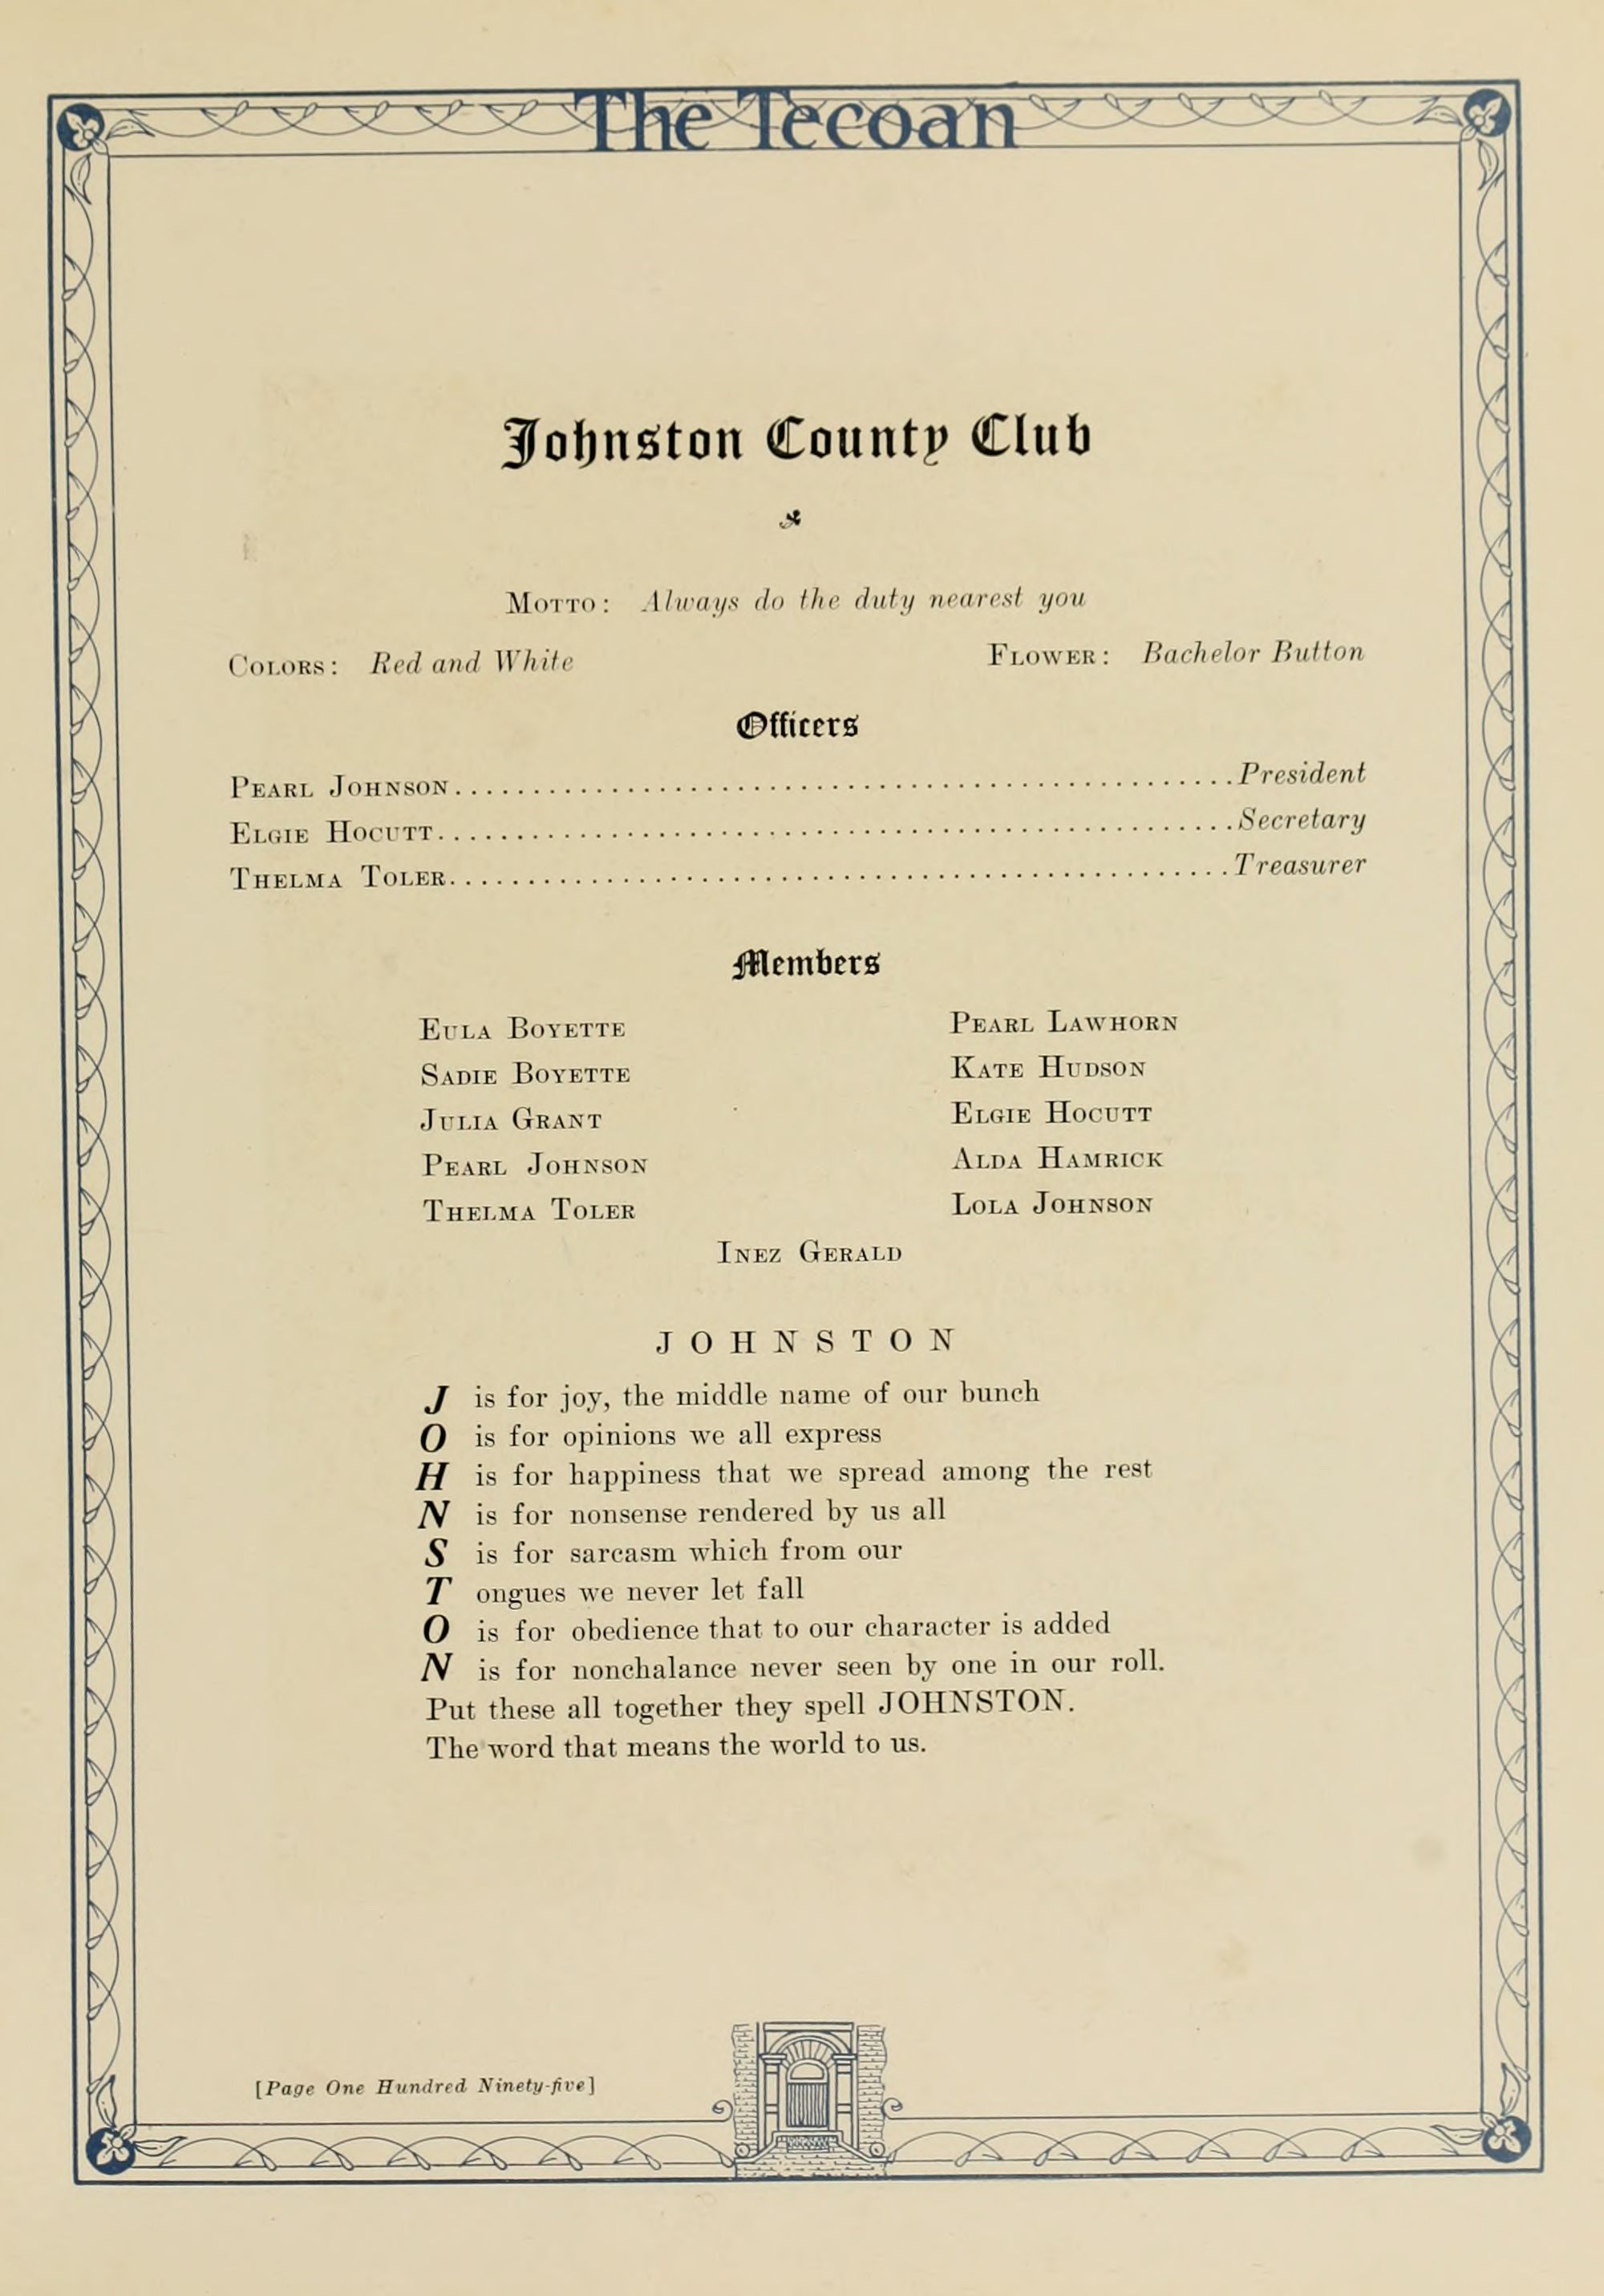 The Tecoan
Johnston County Club
Motto: Always do the duty nearest you
Colors: Red and White Flower: Bachelor Button
Officers
Pearl Johnson President
Elgie Hocutt Secretary
Thelma Toler Treasurer
Members
Eula Boyette Pearl Lawhorn
Sadie Boyette Kate Hudson
Julia Grant Elgie Hocutt
Pearl Johnson Alda Hamrick
Thelma Toler Lola Johnson
Inez Gerald
JOHNSTON
J is for joy, the middle name of our bunch
O is for opinions we all express
H is for happiness that we spread among the rest
N is for nonsense rendered by us all
S is for sarcasm which from our
T ongues we never let fall
O is for obedience that to our character is added
N is for nonchalance never seen by one in our roll.
Put these all together they spell JOHNSTON.
The word that means the world to us.
[Page One Hundred Ninety-five]